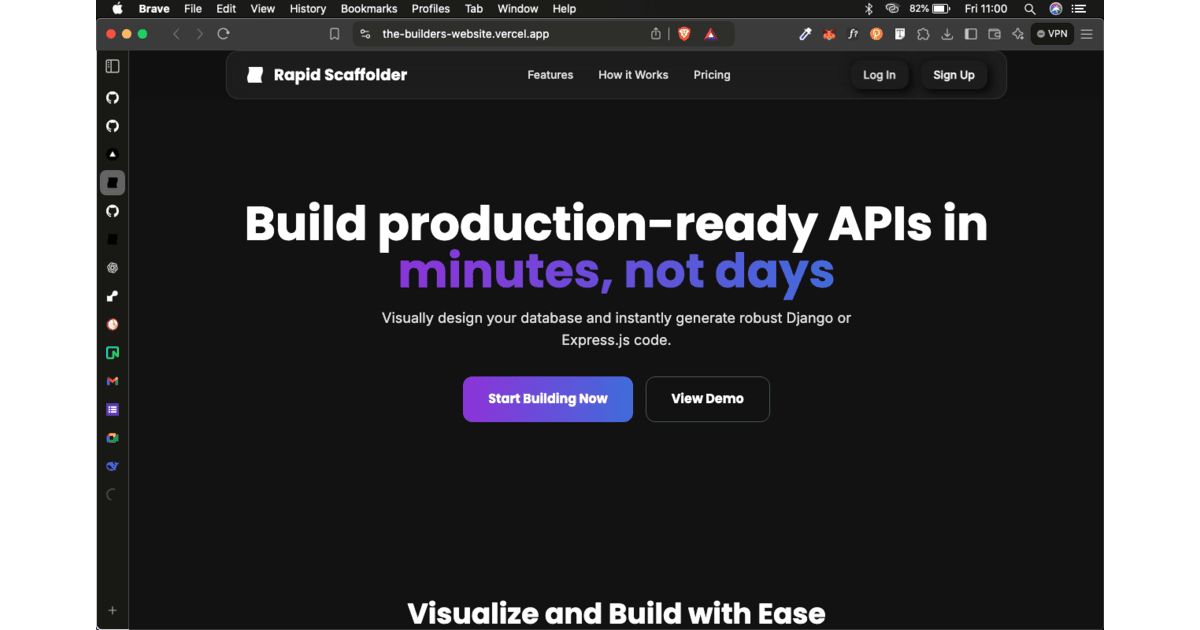 Brave File Edit View History Bookmarks Profiles Tab Window Help 82% Fri 11:00
the-builders-website.vercel.app VPN
Rapid Scaffolder Features How it Works Pricing Log In Sign Up
Build production-ready APIs in
minutes, not days
Visually design your database and instantly generate robust Django or
Express.js code.
Start Building Now View Demo
Visualize and Build with Ease